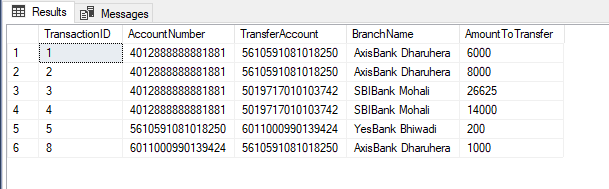 Results Messages
TransactionID AccountNumber TransferAccount BranchName AmountToTransfer
1 1 4012888888881881 5610591081018250 AxisBank Dharuhera 6000
2 2 4012888888881881 5610591081018250 AxisBank Dharuhera 8000
3 3 4012888888881881 5019717010103742 SBIBank Mohali 26625
4 4 4012888888881881 5019717010103742 SBIBank Mohali 14000
5 5 5610591081018250 6011000990139424 YesBank Bhiwadi 200
6 8 6011000990139424 5610591081018250 AxisBank Dharuhera 1000